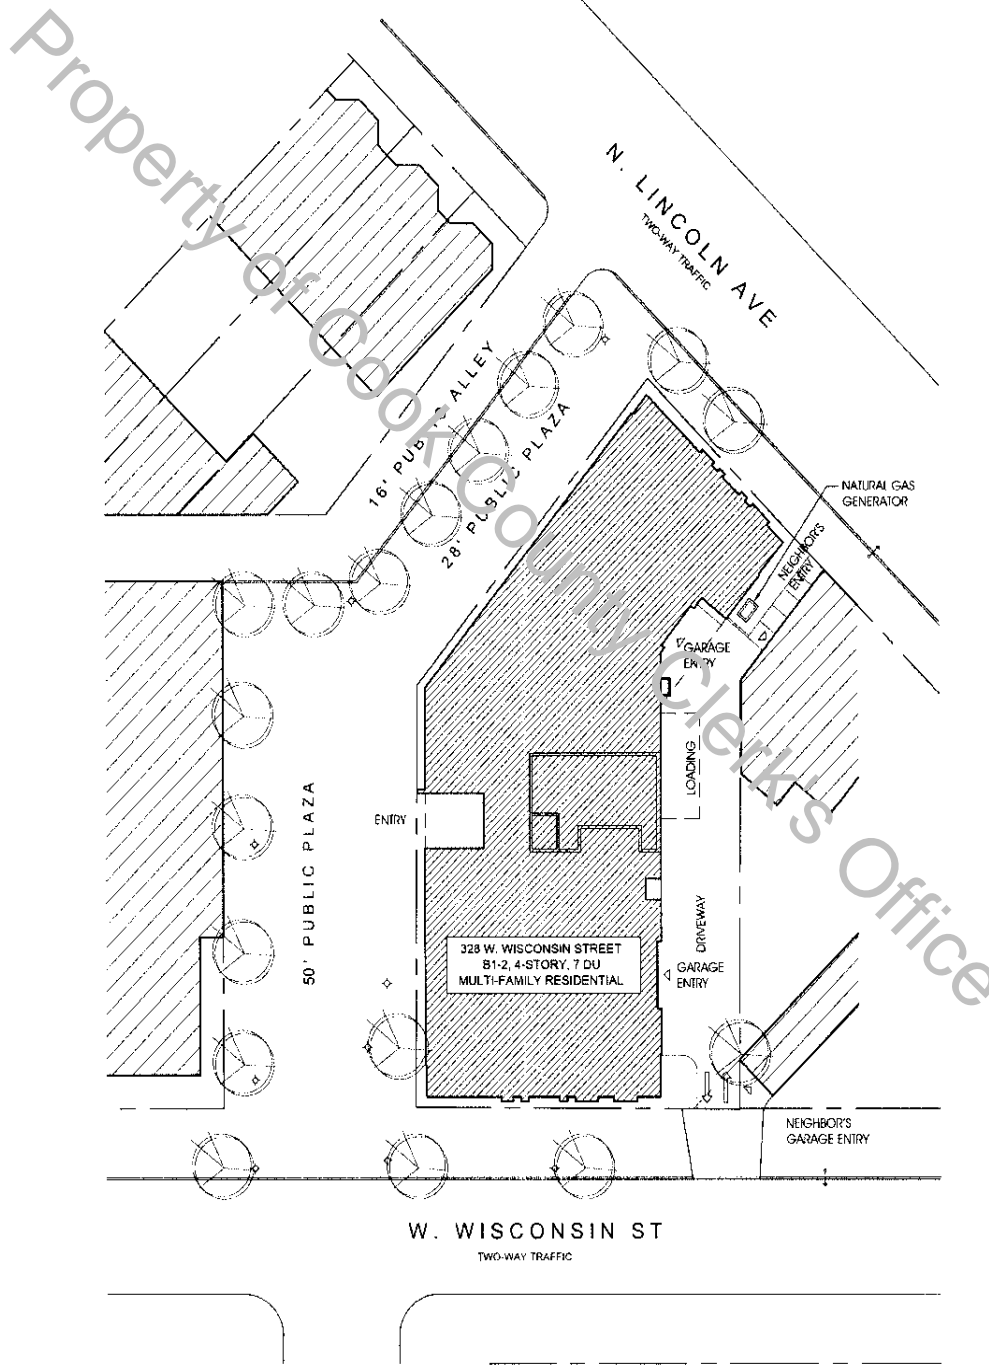 Property of Cook County Clerk's Office
N. LINCOLN AVE
TWO-WAY TRAFFIC
16' PUBLIC ALLEY
28' PUBLIC PLAZA
NATURAL GAS
GENERATOR
NEIGHBOR'S
ENTRY
GARAGE
ENTRY
LOADING
ENTRY
50' PUBLIC PLAZA
DRIVEWAY
328 W. WISCONSIN STREET
B1-2, 4-STORY, 7 DU
MULTI-FAMILY RESIDENTIAL
GARAGE
ENTRY
NEIGHBOR'S
GARAGE ENTRY
W. WISCONSIN ST
TWO-WAY TRAFFIC